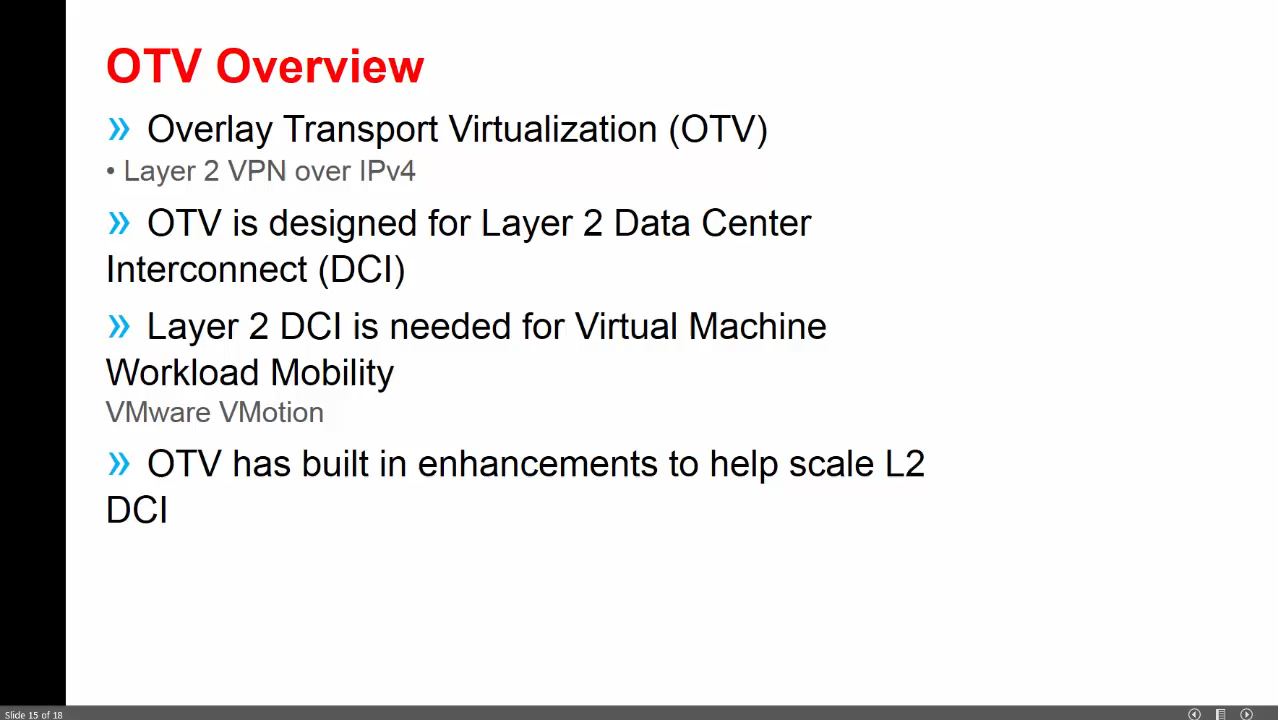 OTV Overview
» Overlay Transport Virtualization (OTV)
• Layer 2 VPN over IPv4
» OTV is designed for Layer 2 Data Center
Interconnect (DCI)
» Layer 2 DCI is needed for Virtual Machine
Workload Mobility
VMware VMotion
» OTV has built in enhancements to help scale L2
DCI
Slide 15 of 18